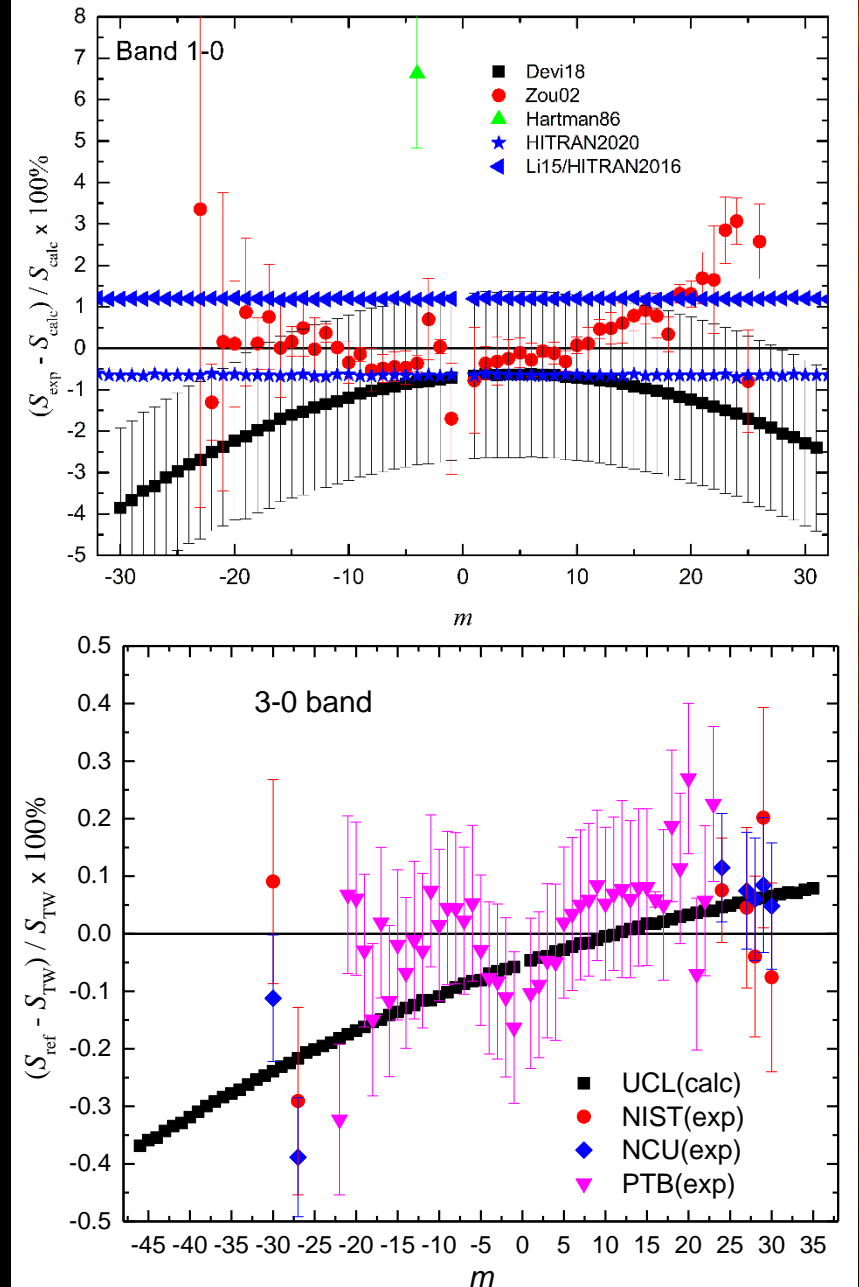 8
7
6
5
4
3
2
1
0
-1
-2
-3
-4
-5
(S_exp - S_calc) / S_calc x 100%
Band 1-0
Devi18
Zou02
Hartman86
HITRAN2020
Li15/HITRAN2016
-30 -20 -10 0 10 20 30
m
0.5
0.4
0.3
0.2
0.1
0.0
-0.1
-0.2
-0.3
-0.4
-0.5
(S_ref - S_TW) / S_TW x 100%
3-0 band
UCL(calc)
NIST(exp)
NCU(exp)
PTB(exp)
-45 -40 -35 -30 -25 -20 -15 -10 -5 0 5 10 15 20 25 30 35
m